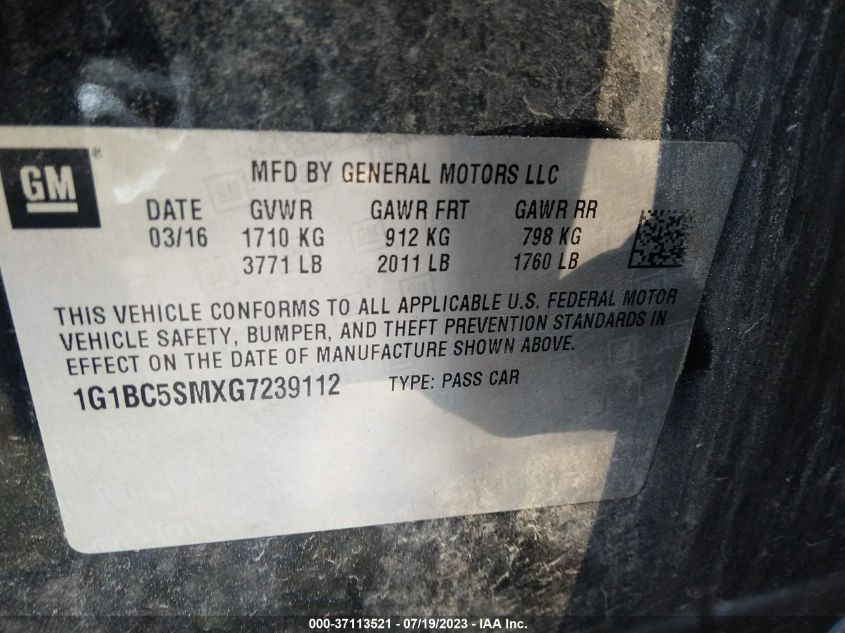 GM®
MFD BY GENERAL MOTORS LLC
DATE GVWR GAWR FRT GAWR RR
03/16 1710 KG 912 KG 798 KG
3771 LB 2011 LB 1760 LB
THIS VEHICLE CONFORMS TO ALL APPLICABLE U.S. FEDERAL MOTOR
VEHICLE SAFETY, BUMPER, AND THEFT PREVENTION STANDARDS IN
EFFECT ON THE DATE OF MANUFACTURE SHOWN ABOVE.
1G1BC5SMXG7239112 TYPE: PASS CAR
000-37113521 - 07/19/2023 - IAA Inc.